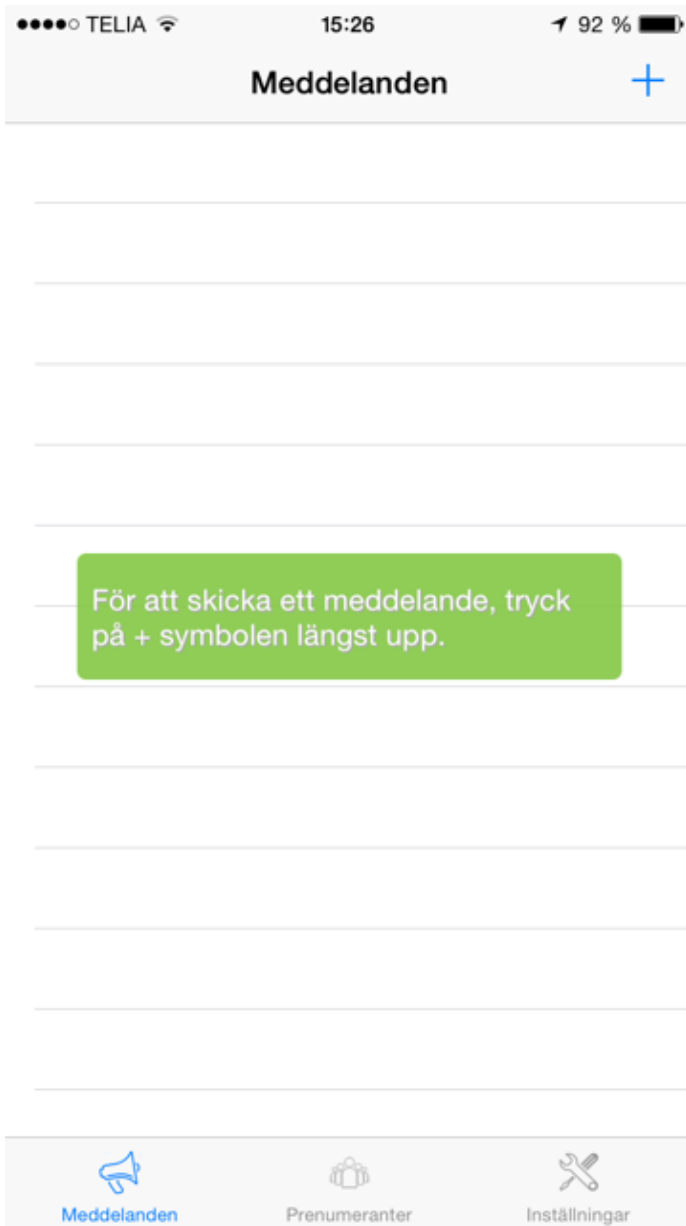 TELIA 15:26 92 %
Meddelanden +
För att skicka ett meddelande, tryck
på + symbolen längst upp.
Meddelanden Prenumeranter Inställningar